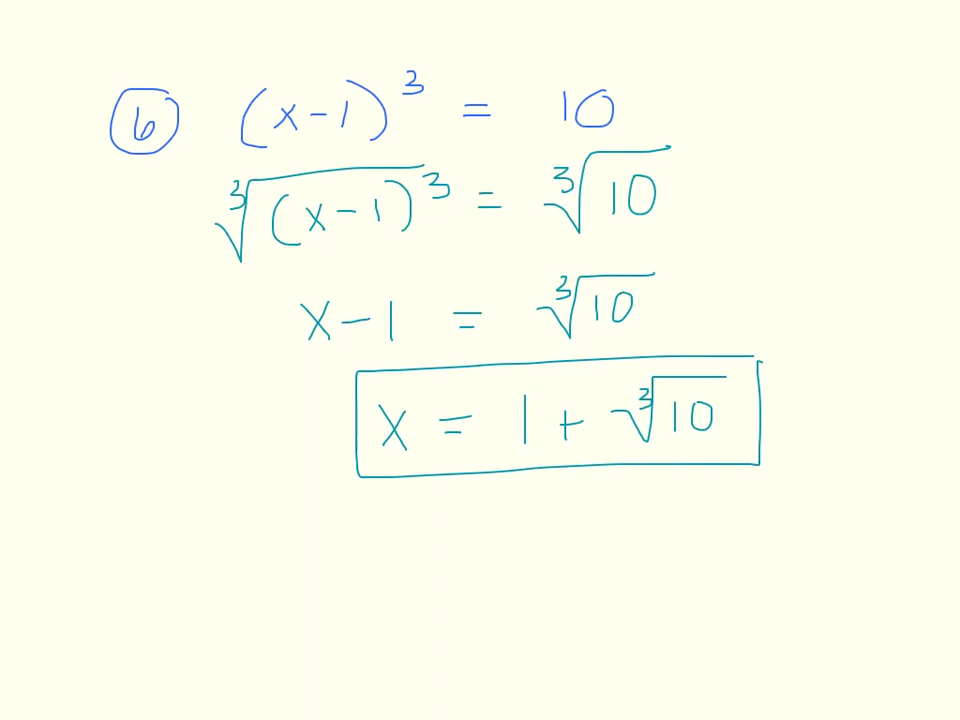 ⑥ (x-1)³ = 10
∛(x-1)³ = ∛10
x-1 = ∛10
x = 1 + ∛10